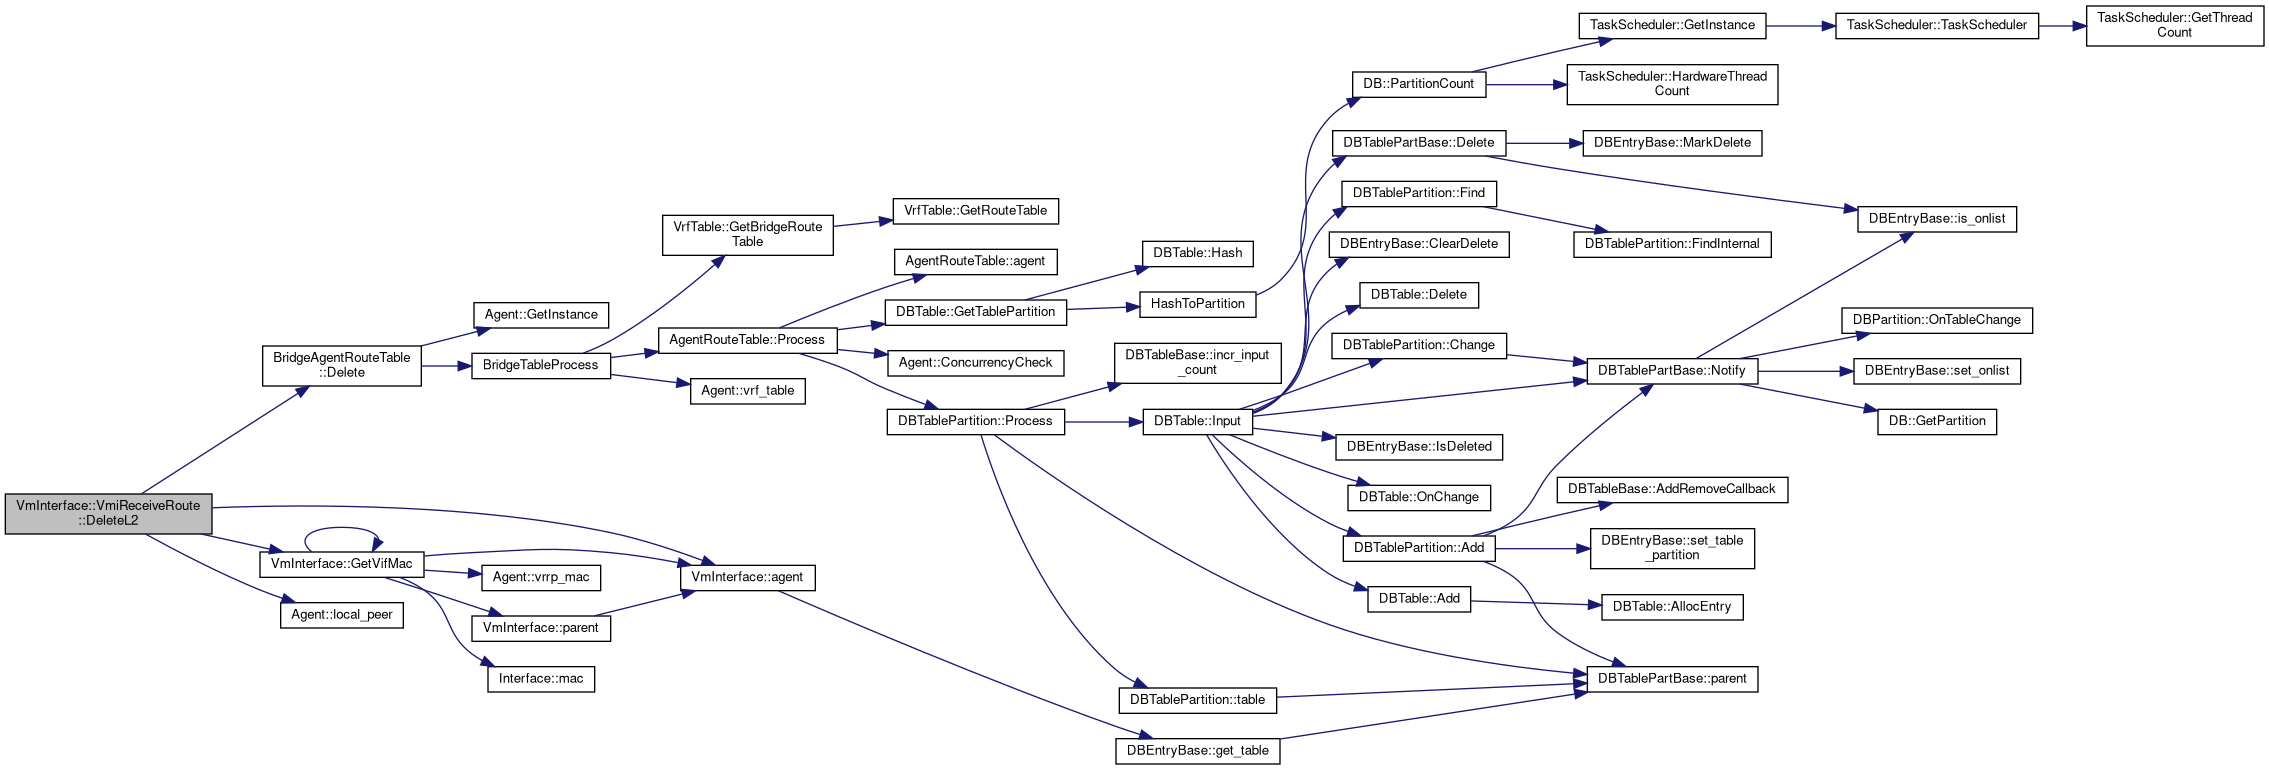 VmInterface::VmiReceiveRoute
::DeleteL2
BridgeAgentRouteTable
::Delete
Agent::GetInstance
BridgeTableProcess
VrfTable::GetBridgeRoute
Table
VrfTable::GetRouteTable
AgentRouteTable::Process
AgentRouteTable::agent
DBTable::GetTablePartition
DBTable::Hash
HashToPartition
DB::PartitionCount
TaskScheduler::GetInstance
TaskScheduler::TaskScheduler
TaskScheduler::GetThread
Count
TaskScheduler::HardwareThread
Count
Agent::ConcurrencyCheck
DBTablePartition::Process
DBTableBase::incr_input
_count
DBTable::Input
DBTablePartBase::Delete
DBEntryBase::MarkDelete
DBEntryBase::is_onlist
DBTablePartition::Find
DBTablePartition::FindInternal
DBEntryBase::ClearDelete
DBTable::Delete
DBTablePartition::Change
DBTablePartBase::Notify
DBPartition::OnTableChange
DBEntryBase::set_onlist
DB::GetPartition
DBEntryBase::IsDeleted
DBTable::OnChange
DBTablePartition::Add
DBTableBase::AddRemoveCallback
DBEntryBase::set_table
_partition
DBTable::Add
DBTable::AllocEntry
DBTablePartBase::parent
DBTablePartition::table
Agent::vrf_table
VmInterface::GetVifMac
Agent::vrrp_mac
VmInterface::agent
VmInterface::parent
Interface::mac
Agent::local_peer
DBEntryBase::get_table